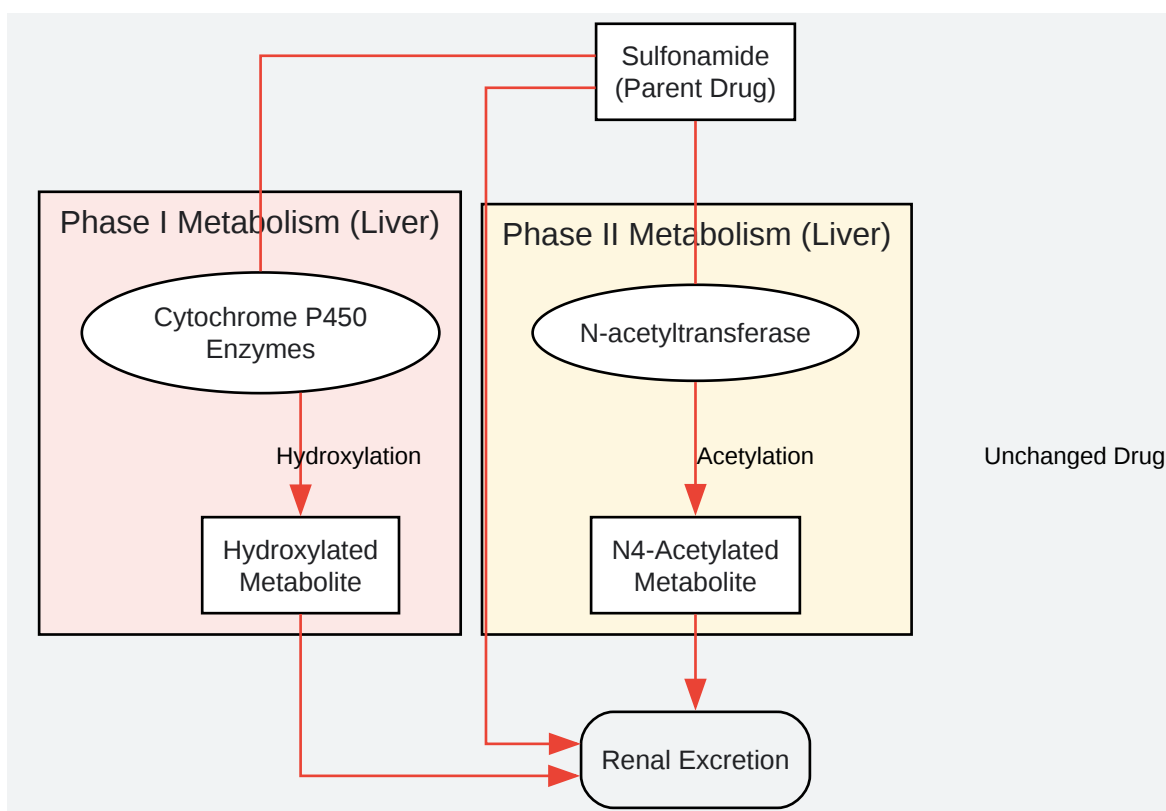 Sulfonamide
(Parent Drug)
Phase I Metabolism (Liver)
Phase II Metabolism (Liver)
Cytochrome P450
Enzymes
N-acetyltransferase
Hydroxylation
Acetylation
Unchanged Drug
Hydroxylated
Metabolite
N4-Acetylated
Metabolite
Renal Excretion